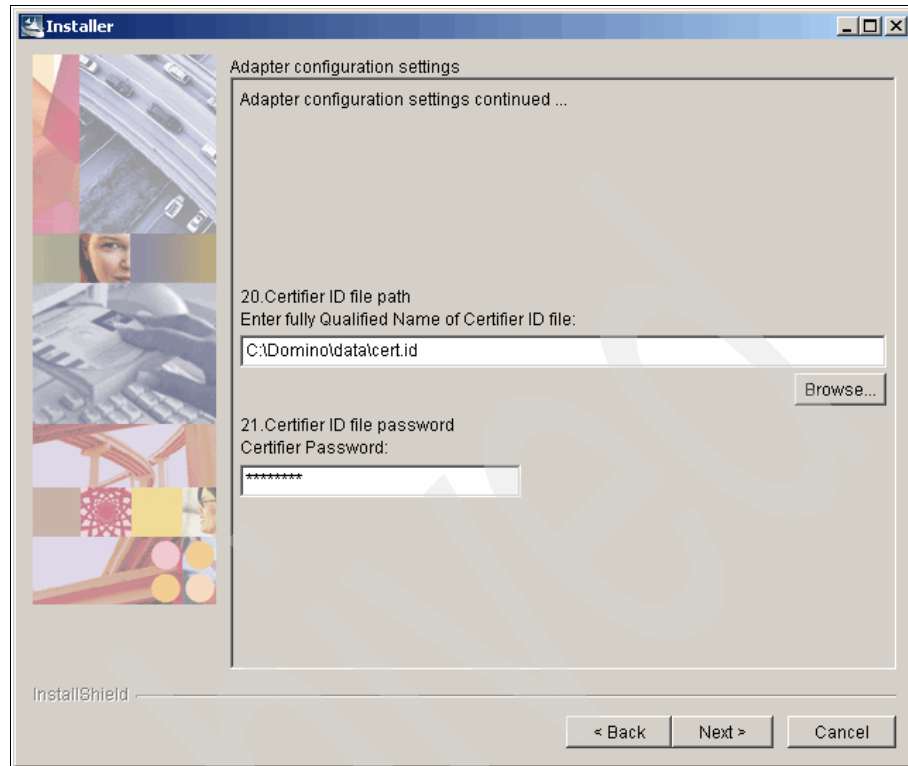 Installer
Adapter configuration settings
Adapter configuration settings continued ...
20.Certifier ID file path
Enter fully Qualified Name of Certifier ID file:
C:\Domino\data\cert.id
Browse...
21.Certifier ID file password
Certifier Password:
********
InstallShield
< Back
Next >
Cancel